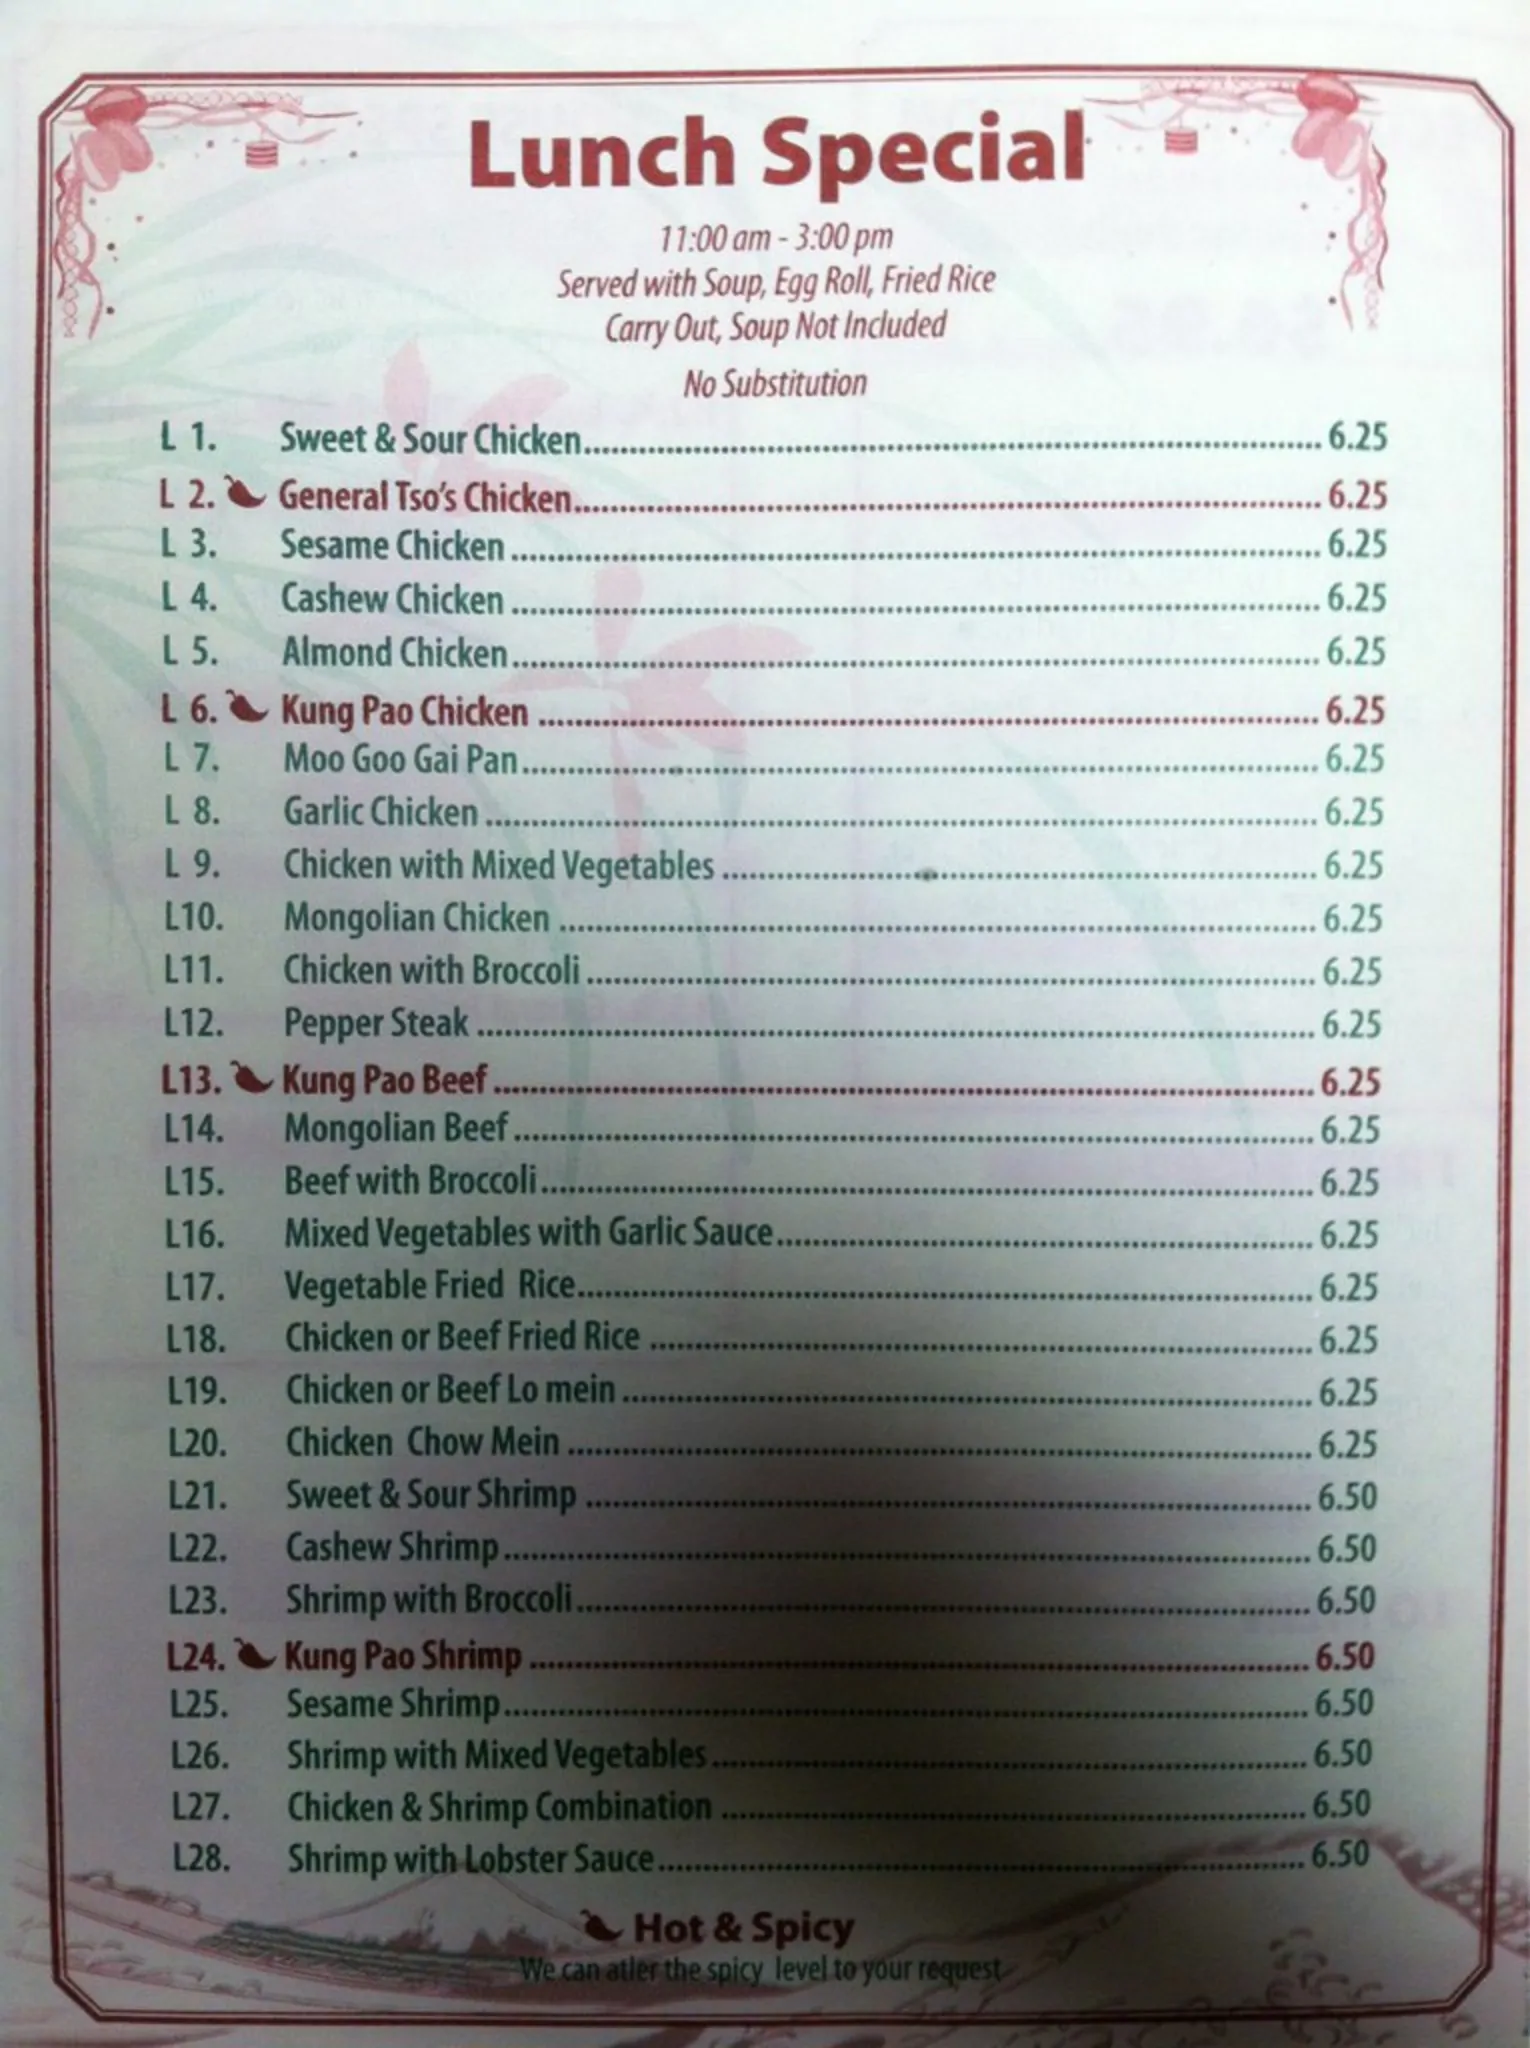 Lunch Special
11:00 am - 3:00 pm
Served with Soup, Egg Roll, Fried Rice
Carry Out, Soup Not Included
No Substitution
L 1. Sweet & Sour Chicken 6.25
L 2. General Tso's Chicken 6.25
L 3. Sesame Chicken 6.25
L 4. Cashew Chicken 6.25
L 5. Almond Chicken 6.25
L 6. Kung Pao Chicken 6.25
L 7. Moo Goo Gai Pan 6.25
L 8. Garlic Chicken 6.25
L 9. Chicken with Mixed Vegetables 6.25
L10. Mongolian Chicken 6.25
L11. Chicken with Broccoli 6.25
L12. Pepper Steak 6.25
L13. Kung Pao Beef 6.25
L14. Mongolian Beef 6.25
L15. Beef with Broccoli 6.25
L16. Mixed Vegetables with Garlic Sauce 6.25
L17. Vegetable Fried Rice 6.25
L18. Chicken or Beef Fried Rice 6.25
L19. Chicken or Beef Lo mein 6.25
L20. Chicken Chow Mein 6.25
L21. Sweet & Sour Shrimp 6.50
L22. Cashew Shrimp 6.50
L23. Shrimp with Broccoli 6.50
L24. Kung Pao Shrimp 6.50
L25. Sesame Shrimp 6.50
L26. Shrimp with Mixed Vegetables 6.50
L27. Chicken & Shrimp Combination 6.50
L28. Shrimp with Lobster Sauce 6.50
Hot & Spicy
We can atler the spicy level to your request